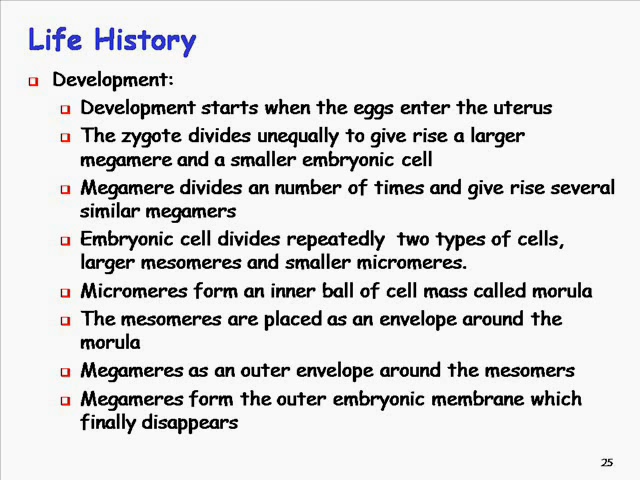 Life History
Development:
Development starts when the eggs enter the uterus
The zygote divides unequally to give rise a larger
megamere and a smaller embryonic cell
Megamere divides an number of times and give rise several
similar megamers
Embryonic cell divides repeatedly two types of cells,
larger mesomeres and smaller micromeres.
Micromeres form an inner ball of cell mass called morula
The mesomeres are placed as an envelope around the
morula
Megameres as an outer envelope around the mesomers
Megameres form the outer embryonic membrane which
finally disappears
25